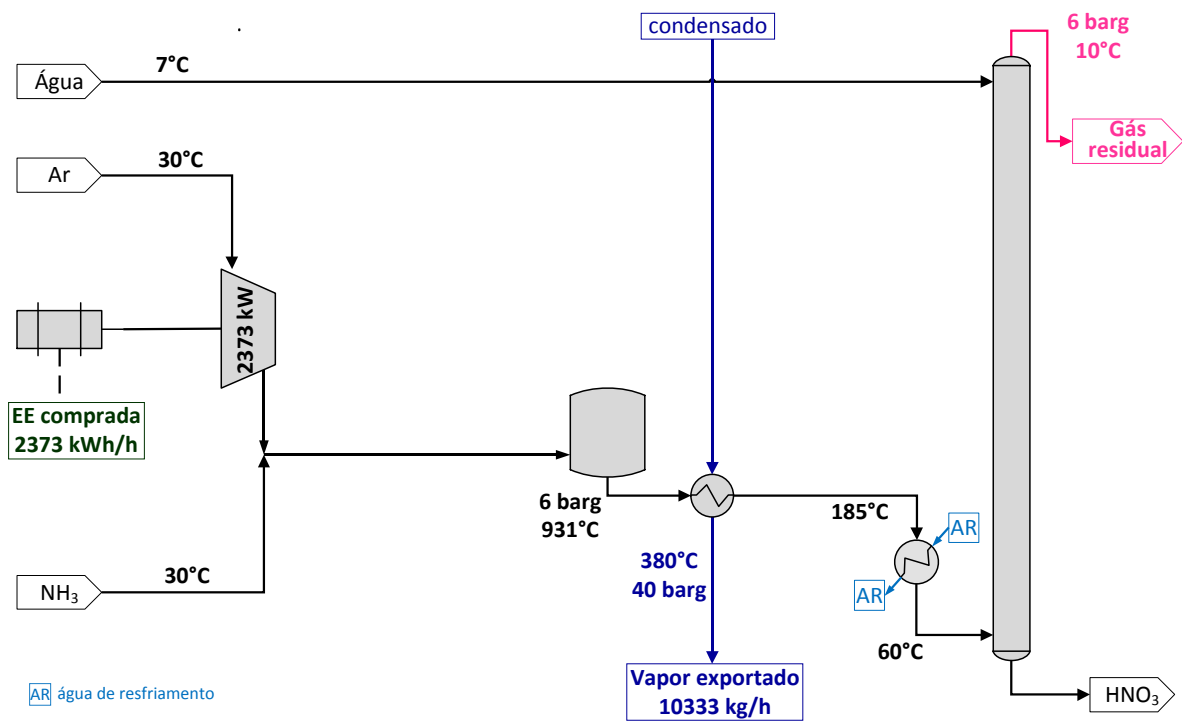 condensado
6 barg
10°C
7°C
Água
Gás
residual
30°C
Ar
2373 kW
EE comprada
2373 kWh/h
6 barg
931°C
185°C
AR
380°C
40 barg
AR
30°C
NH₃
60°C
Vapor exportado
10333 kg/h
AR água de resfriamento
HNO₃